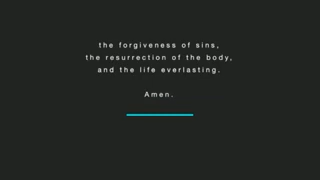 the forgiveness of sins,
the resurrection of the body,
and the life everlasting.
Amen.